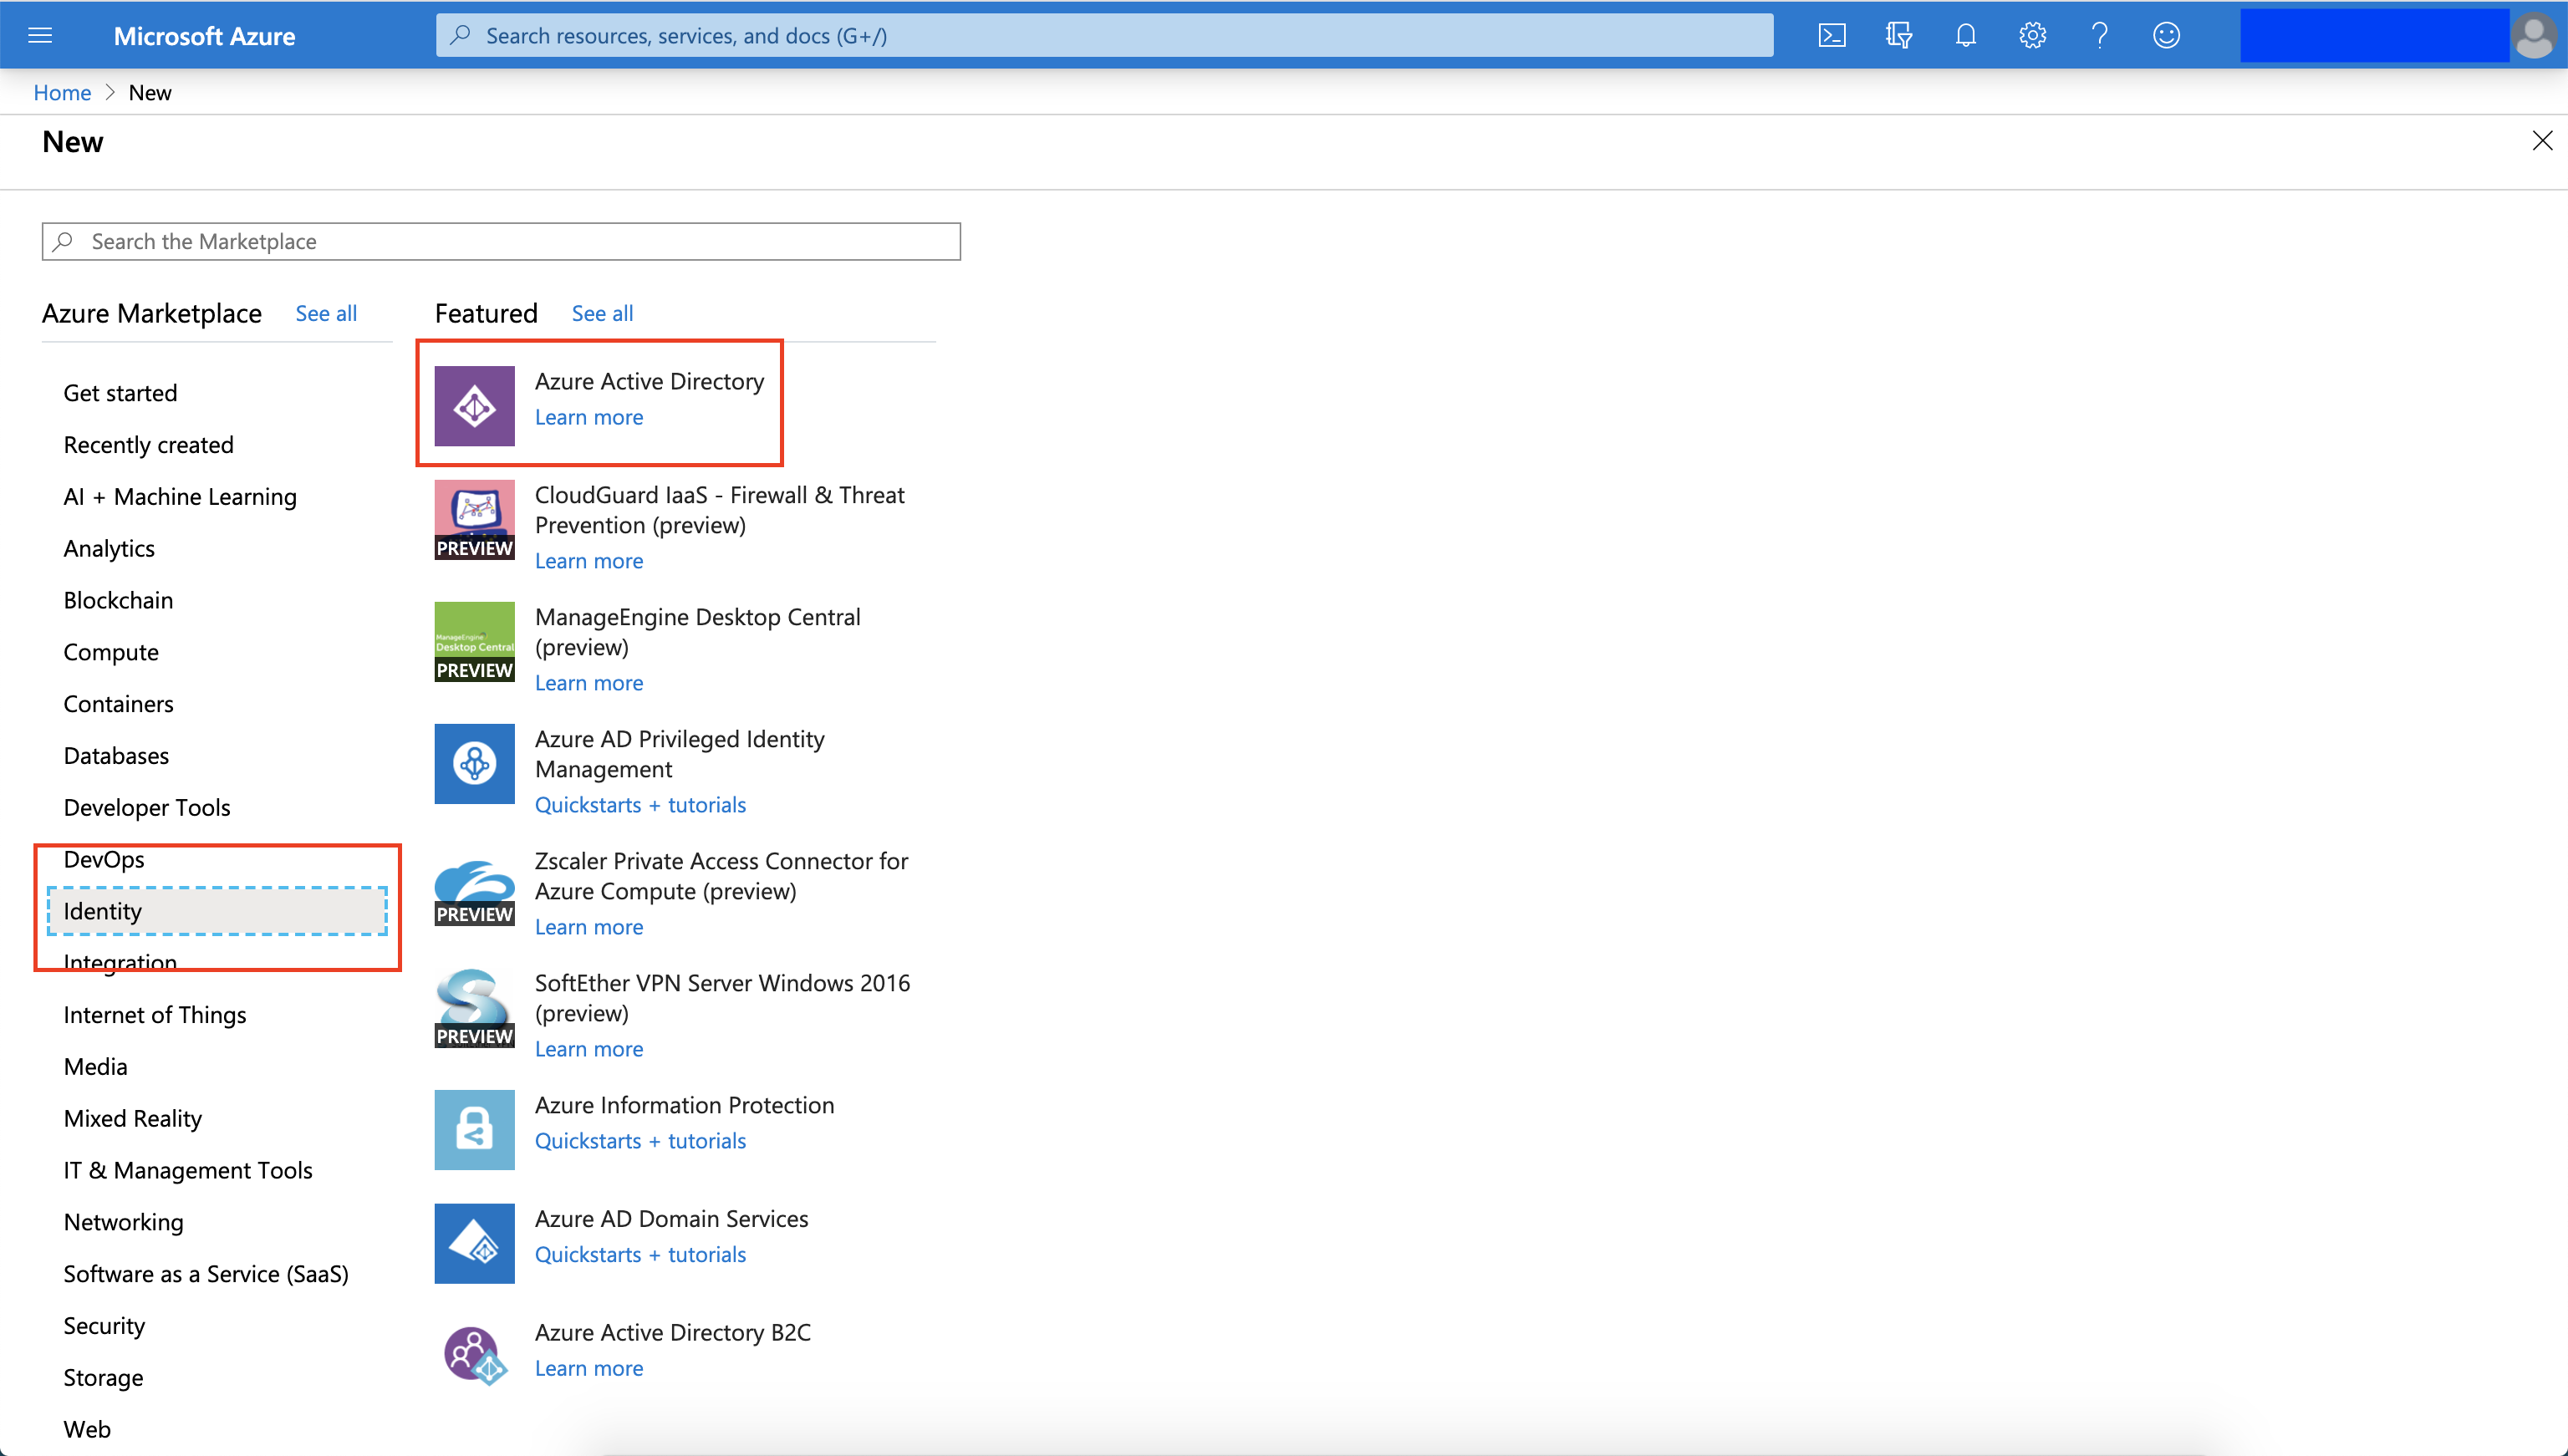 Microsoft Azure
Search resources, services, and docs (G+/)
Home > New
New
Search the Marketplace
Azure Marketplace See all
Get started
Recently created
AI + Machine Learning
Analytics
Blockchain
Compute
Containers
Databases
Developer Tools
DevOps
Identity
Integration
Internet of Things
Media
Mixed Reality
IT & Management Tools
Networking
Software as a Service (SaaS)
Security
Storage
Web
Featured See all
Azure Active Directory
Learn more
CloudGuard IaaS - Firewall & Threat
Prevention (preview)
PREVIEW
Learn more
ManageEngine Desktop Central
(preview)
ManageEngine
Desktop Central
PREVIEW
Learn more
Azure AD Privileged Identity
Management
Quickstarts + tutorials
Zscaler Private Access Connector for
Azure Compute (preview)
PREVIEW
Learn more
SoftEther VPN Server Windows 2016
(preview)
PREVIEW
Learn more
Azure Information Protection
Quickstarts + tutorials
Azure AD Domain Services
Quickstarts + tutorials
Azure Active Directory B2C
Learn more